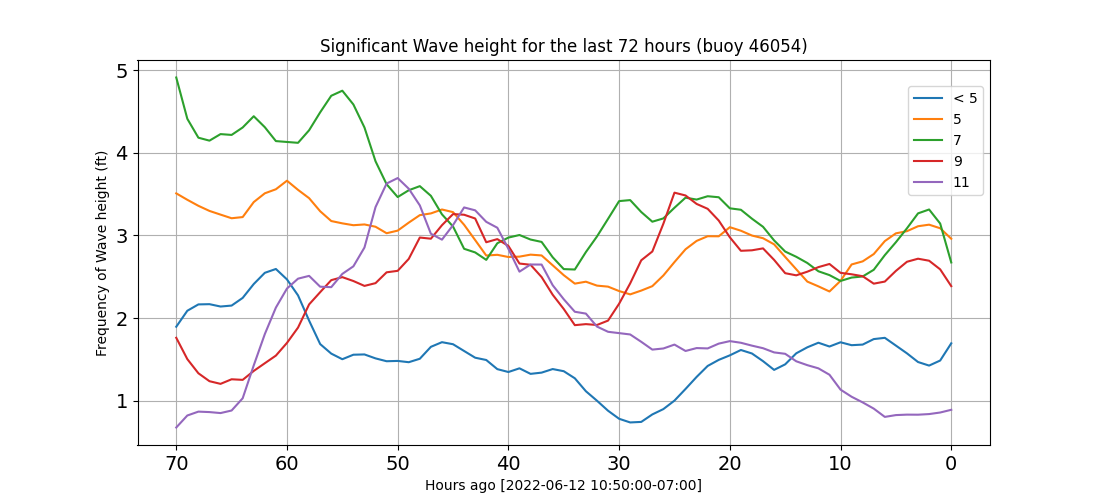 Significant Wave height for the last 72 hours (buoy 46054)
Frequency of Wave height (ft)
5
4
3
2
1
< 5
5
7
9
11
70 60 50 40 30 20 10 0
Hours ago [2022-06-12 10:50:00-07:00]